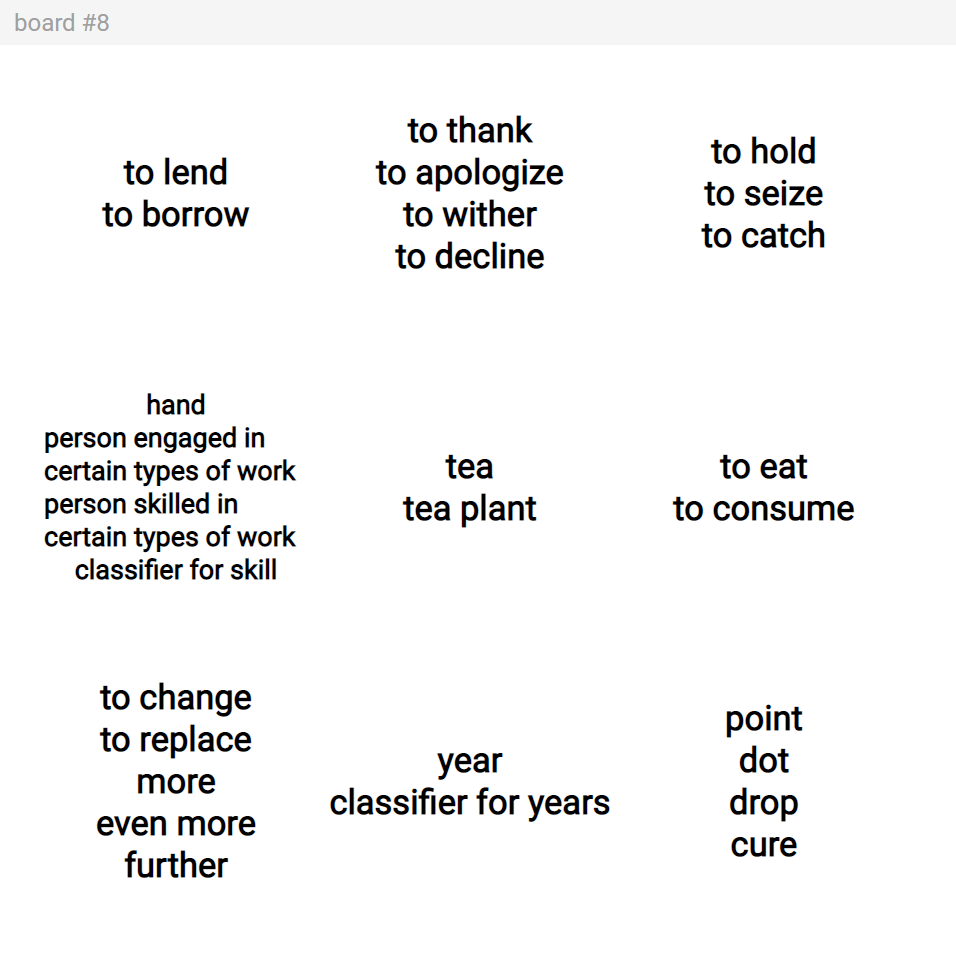 board #8
to lend
to borrow
to thank
to apologize
to wither
to decline
to hold
to seize
to catch
hand
person engaged in
certain types of work
person skilled in
certain types of work
classifier for skill
tea
tea plant
to eat
to consume
to change
to replace
more
even more
further
year
classifier for years
point
dot
drop
cure